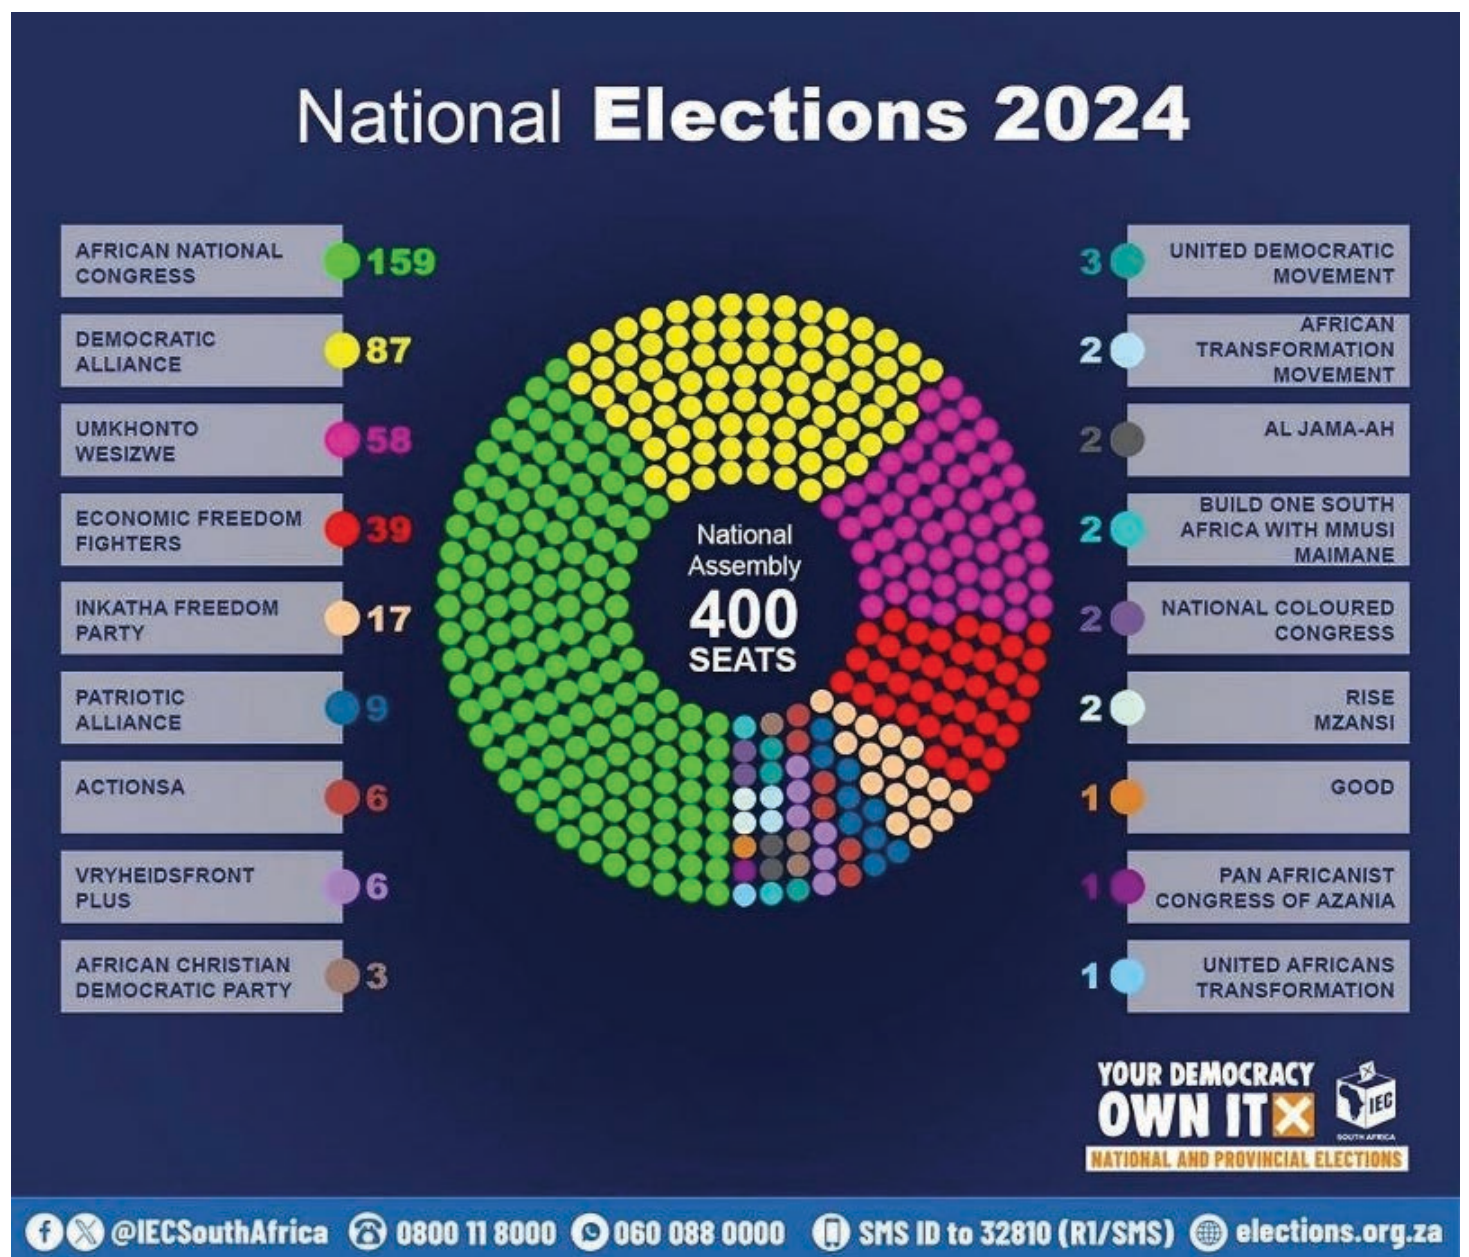 National Elections 2024
AFRICAN NATIONAL
CONGRESS
159
DEMOCRATIC
ALLIANCE
87
UMKHONTO
WESIZWE
58
ECONOMIC FREEDOM
FIGHTERS
39
INKATHA FREEDOM
PARTY
17
PATRIOTIC
ALLIANCE
9
ACTIONSA
6
VRYHEIDSFRONT
PLUS
6
AFRICAN CHRISTIAN
DEMOCRATIC PARTY
3
National
Assembly
400
SEATS
3
UNITED DEMOCRATIC
MOVEMENT
2
AFRICAN
TRANSFORMATION
MOVEMENT
2
AL JAMA-AH
2
BUILD ONE SOUTH
AFRICA WITH MMUSI
MAIMANE
2
NATIONAL COLOURED
CONGRESS
2
RISE
MZANSI
1
GOOD
1
PAN AFRICANIST
CONGRESS OF AZANIA
1
UNITED AFRICANS
TRANSFORMATION
YOUR DEMOCRACY
OWN IT
IEC
SOUTH AFRICA
NATIONAL AND PROVINCIAL ELECTIONS
@IECSouthAfrica 0800 11 8000 060 088 0000 SMS ID to 32810 (R1/SMS) elections.org.za